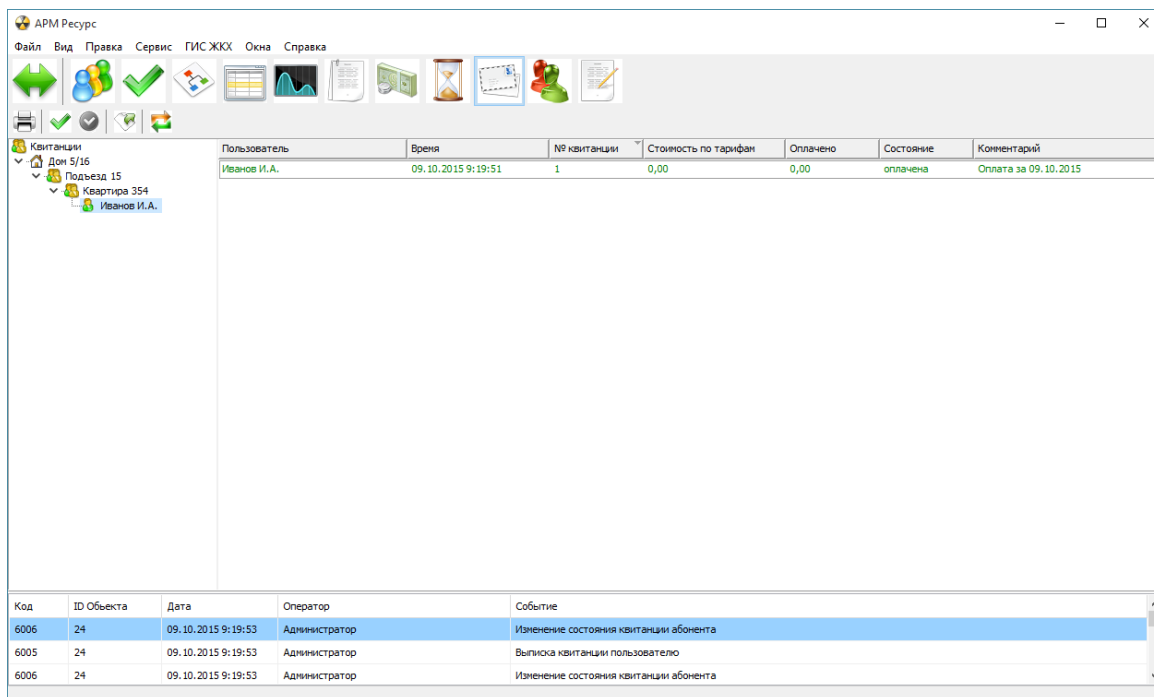 АРМ Ресурс
Файл Вид Правка Сервис ГИС ЖКХ Окна Справка
Квитанции
Дом 5/16
Подъезд 15
Квартира 354
Иванов И.А.
Пользователь Время № квитанции Стоимость по тарифам Оплачено Состояние Комментарий
Иванов И.А. 09.10.2015 9:19:51 1 0,00 0,00 оплачена Оплата за 09.10.2015
Код ID Обьекта Дата Оператор Событие
6006 24 09.10.2015 9:19:53 Администратор Изменение состояния квитанции абонента
6005 24 09.10.2015 9:19:53 Администратор Выписка квитанции пользователю
6006 24 09.10.2015 9:19:53 Администратор Изменение состояния квитанции абонента